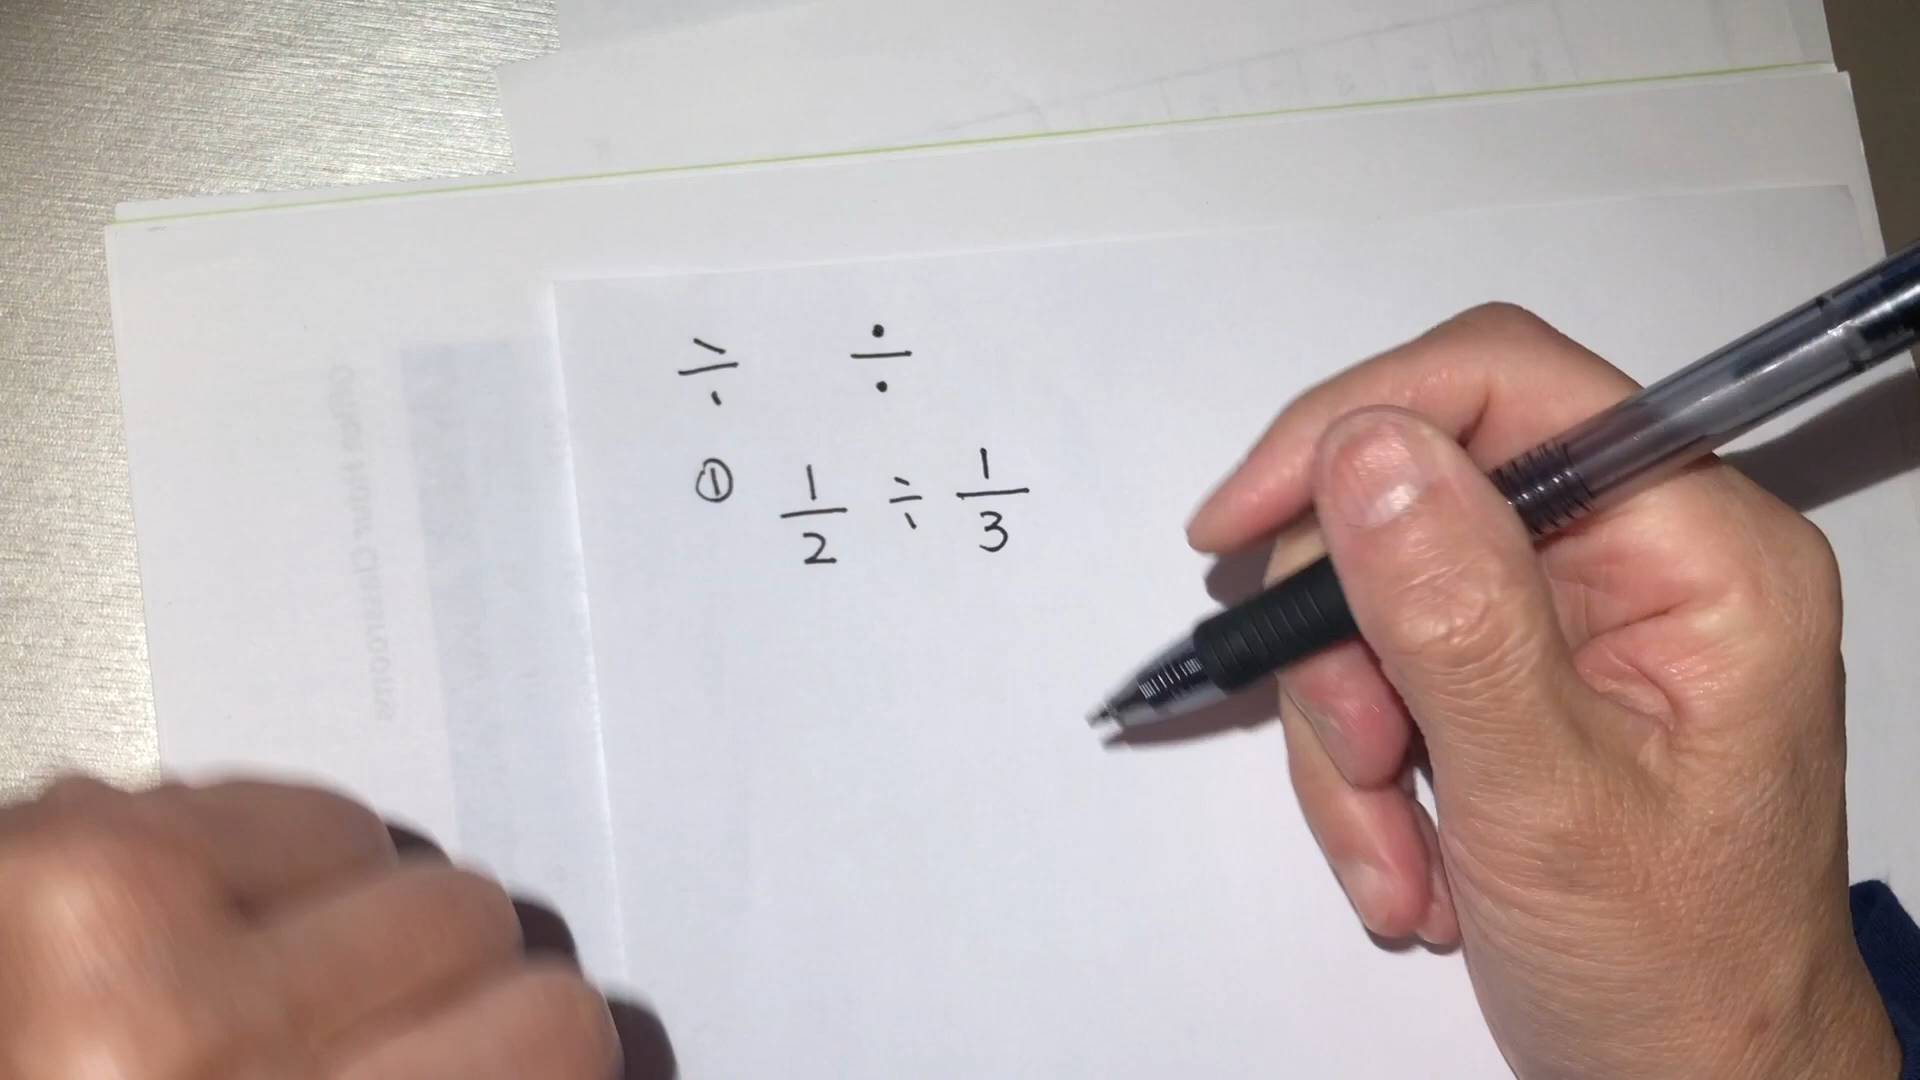 ÷ ÷
① 1/2 ÷ 1/3